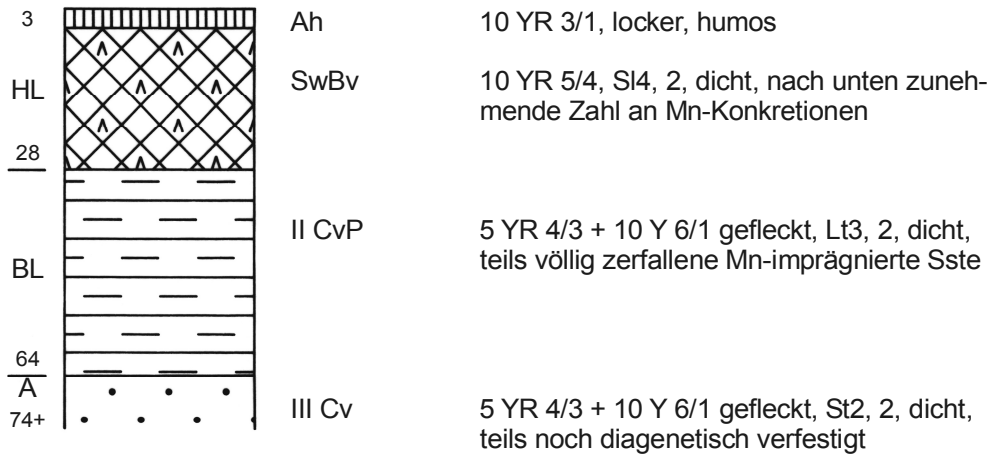 3 Ah 10 YR 3/1, locker, humos
HL SwBv 10 YR 5/4, Sl4, 2, dicht, nach unten zuneh-
mende Zahl an Mn-Konkretionen
28
II CvP 5 YR 4/3 + 10 Y 6/1 gefleckt, Lt3, 2, dicht,
teils völlig zerfallene Mn-imprägnierte Sste
BL
64
A
74+
III Cv 5 YR 4/3 + 10 Y 6/1 gefleckt, St2, 2, dicht,
teils noch diagenetisch verfestigt